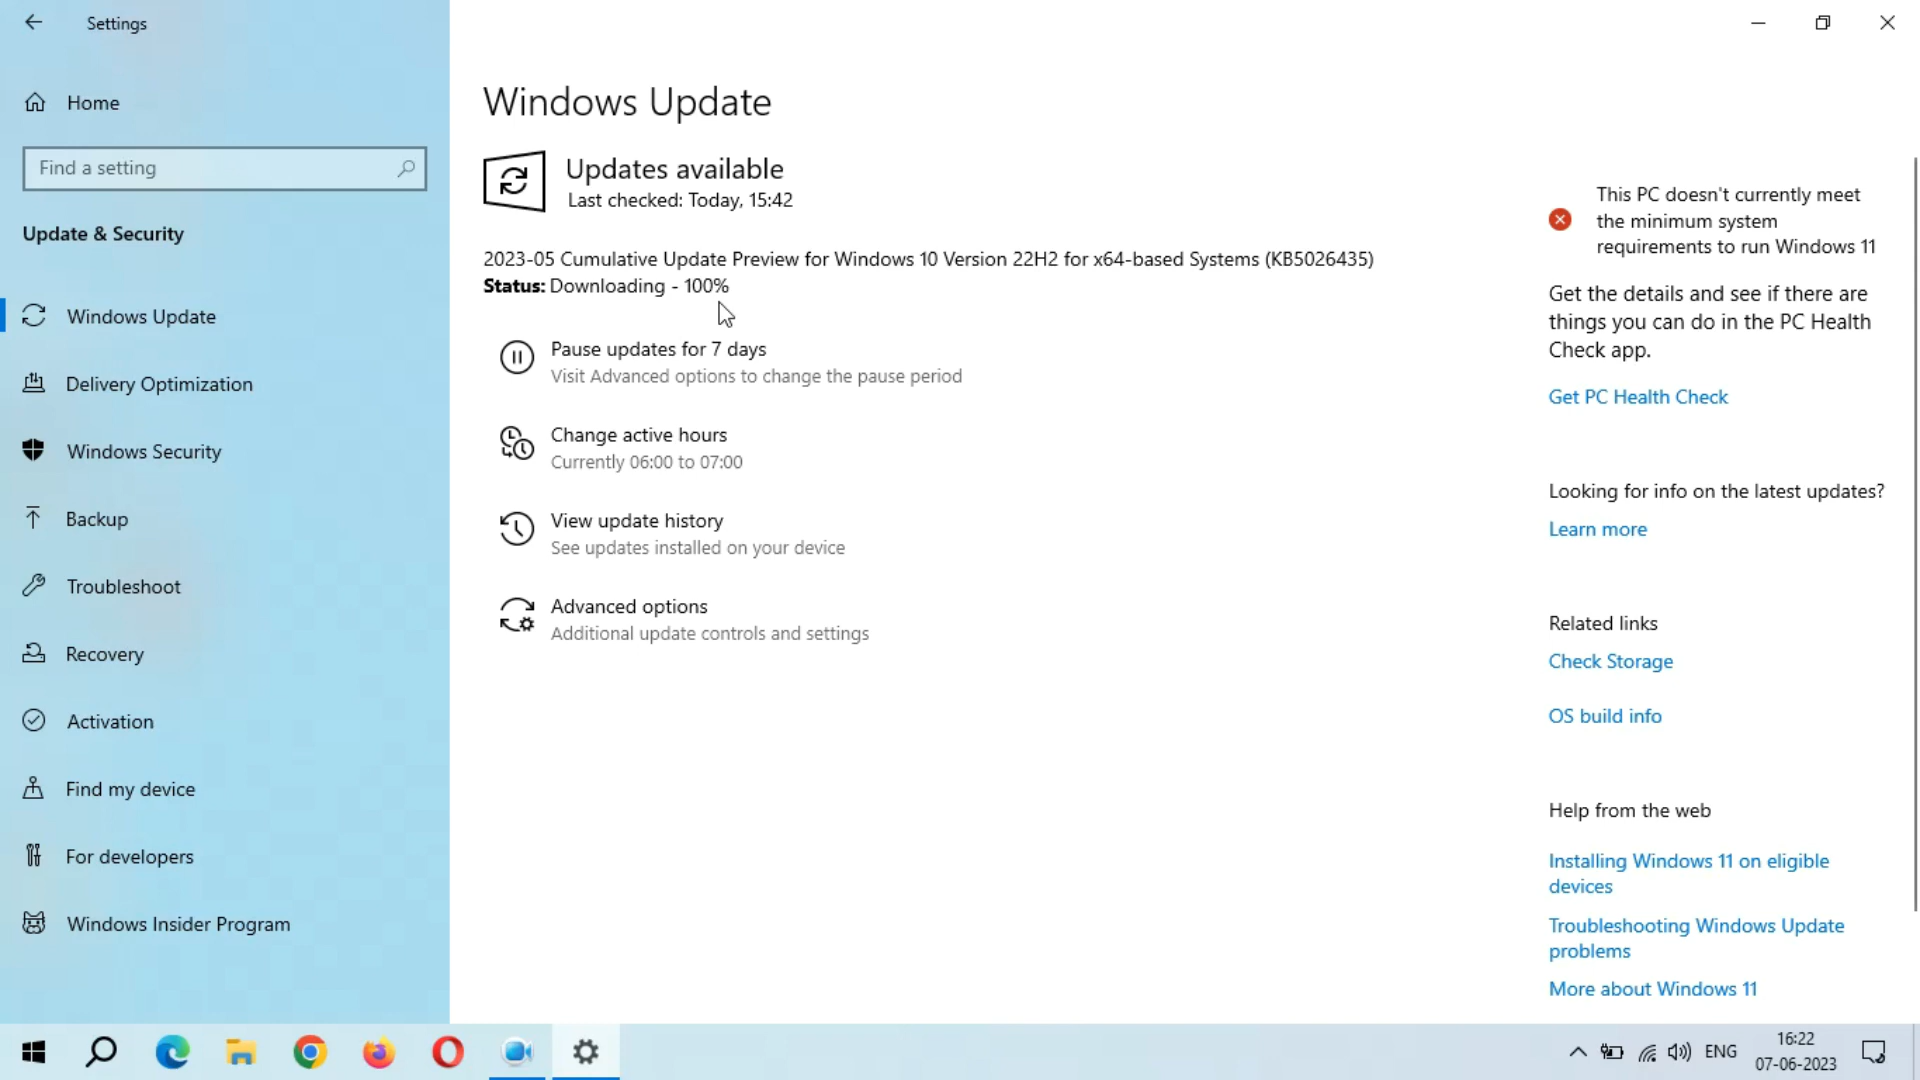 Settings
Home
Find a setting
Update & Security
Windows Update
Delivery Optimization
Windows Security
Backup
Troubleshoot
Recovery
Activation
Find my device
For developers
Windows Insider Program
Windows Update
Updates available
Last checked: Today, 15:42
2023-05 Cumulative Update Preview for Windows 10 Version 22H2 for x64-based Systems (KB5026435)
Status: Downloading - 100%
Pause updates for 7 days
Visit Advanced options to change the pause period
Change active hours
Currently 06:00 to 07:00
View update history
See updates installed on your device
Advanced options
Additional update controls and settings
This PC doesn't currently meet
the minimum system
requirements to run Windows 11
Get the details and see if there are
things you can do in the PC Health
Check app.
Get PC Health Check
Looking for info on the latest updates?
Learn more
Related links
Check Storage
OS build info
Help from the web
Installing Windows 11 on eligible
devices
Troubleshooting Windows Update
problems
More about Windows 11
ENG
16:22
07-06-2023